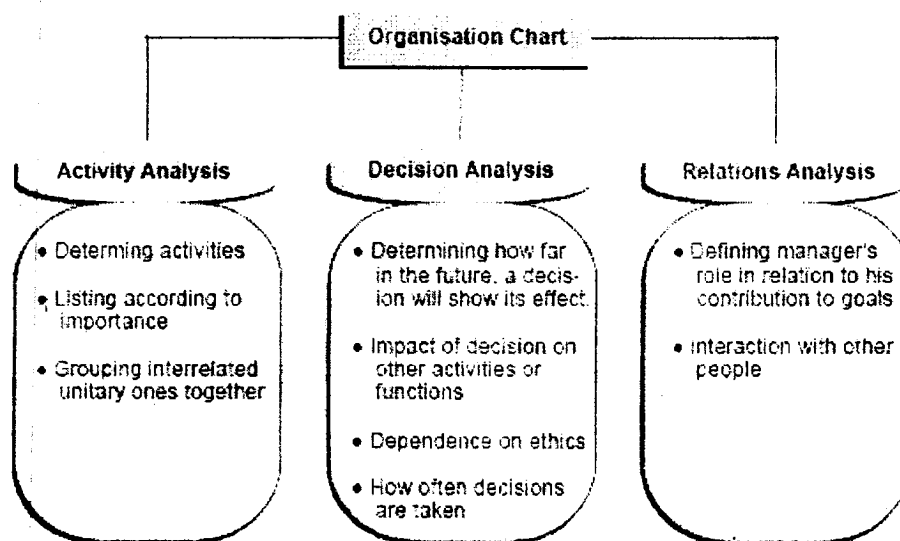 Organisation Chart
Activity Analysis
• Determing activities
• Listing according to
importance
• Grouping interrelated
unitary ones together
Decision Analysis
• Determining how far
in the future, a decis-
ion will show its effect.
• Impact of decision on
other activities or
functions
• Dependence on ethics
• How often decisions
are taken
Relations Analysis
• Defining manager's
role in relation to his
contribution to goals
• Interaction with other
people